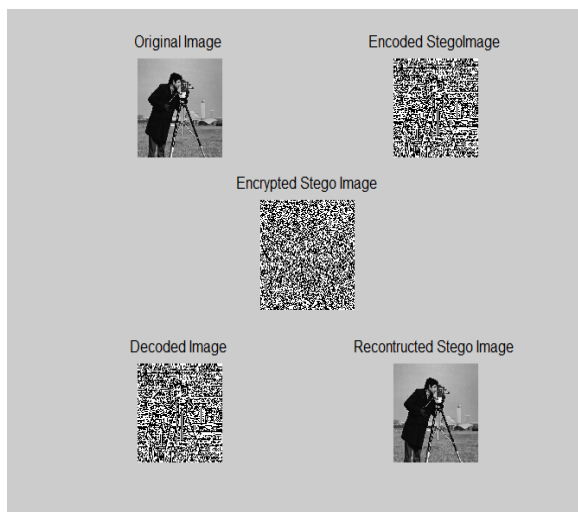 Original Image
Encoded StegoImage
Encrypted Stego Image
Decoded Image
Recontructed Stego Image